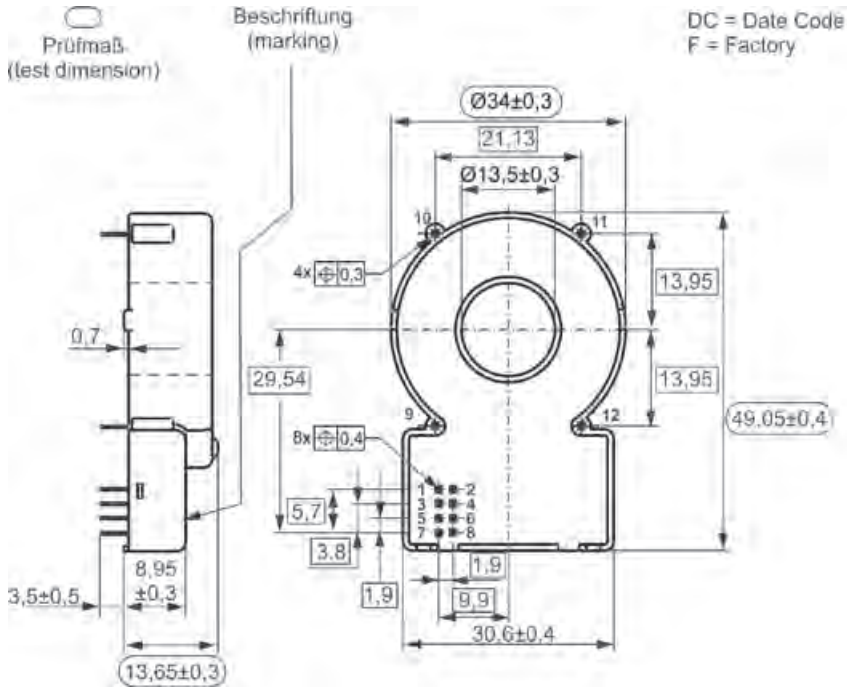 Prüfmaß
(test dimension)
Beschriftung
(marking)
DC = Date Code
F = Factory
Ø34±0,3
21,13
Ø13,5±0,3
10
11
4x ⌖ 0,3
13,95
0,7
29,54
13,95
9
12
49,05±0,4
8x ⌖ 0,4
1 2
3 4
5 6
7 8
5,7
3.8
1,9
1,9
9,9
8,95
±0,3
3,5±0,5
30,6±0,4
13,65±0,3